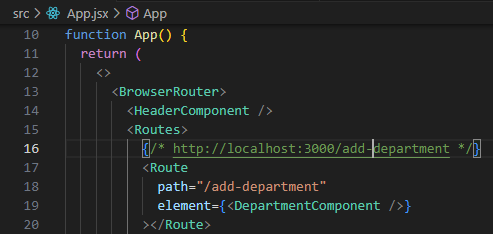 src > App.jsx > App
10 function App() {
11 return (
12 <>
13 <BrowserRouter>
14 <HeaderComponent />
15 <Routes>
16 {/* http://localhost:3000/add-department */}
17 <Route
18 path="/add-department"
19 element={<DepartmentComponent />}
20 ></Route>